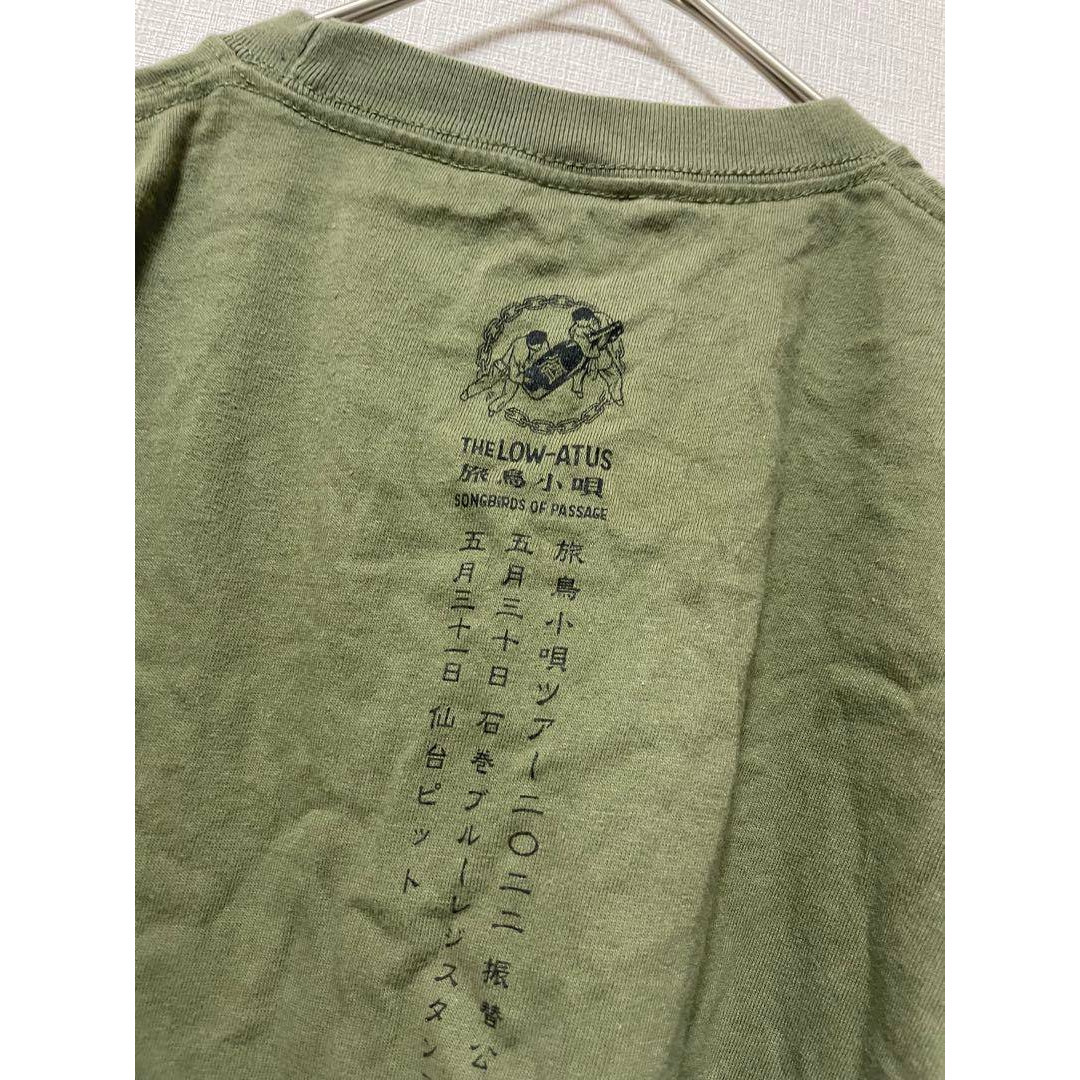 THE LOW-ATUS
旅鳥小唄
SONGBIRDS OF PASSAGE
旅鳥小唄ツアー二〇二二 振替公
五月三十日 石巻ブルーレジスタン
五月三十一日 仙台ピット